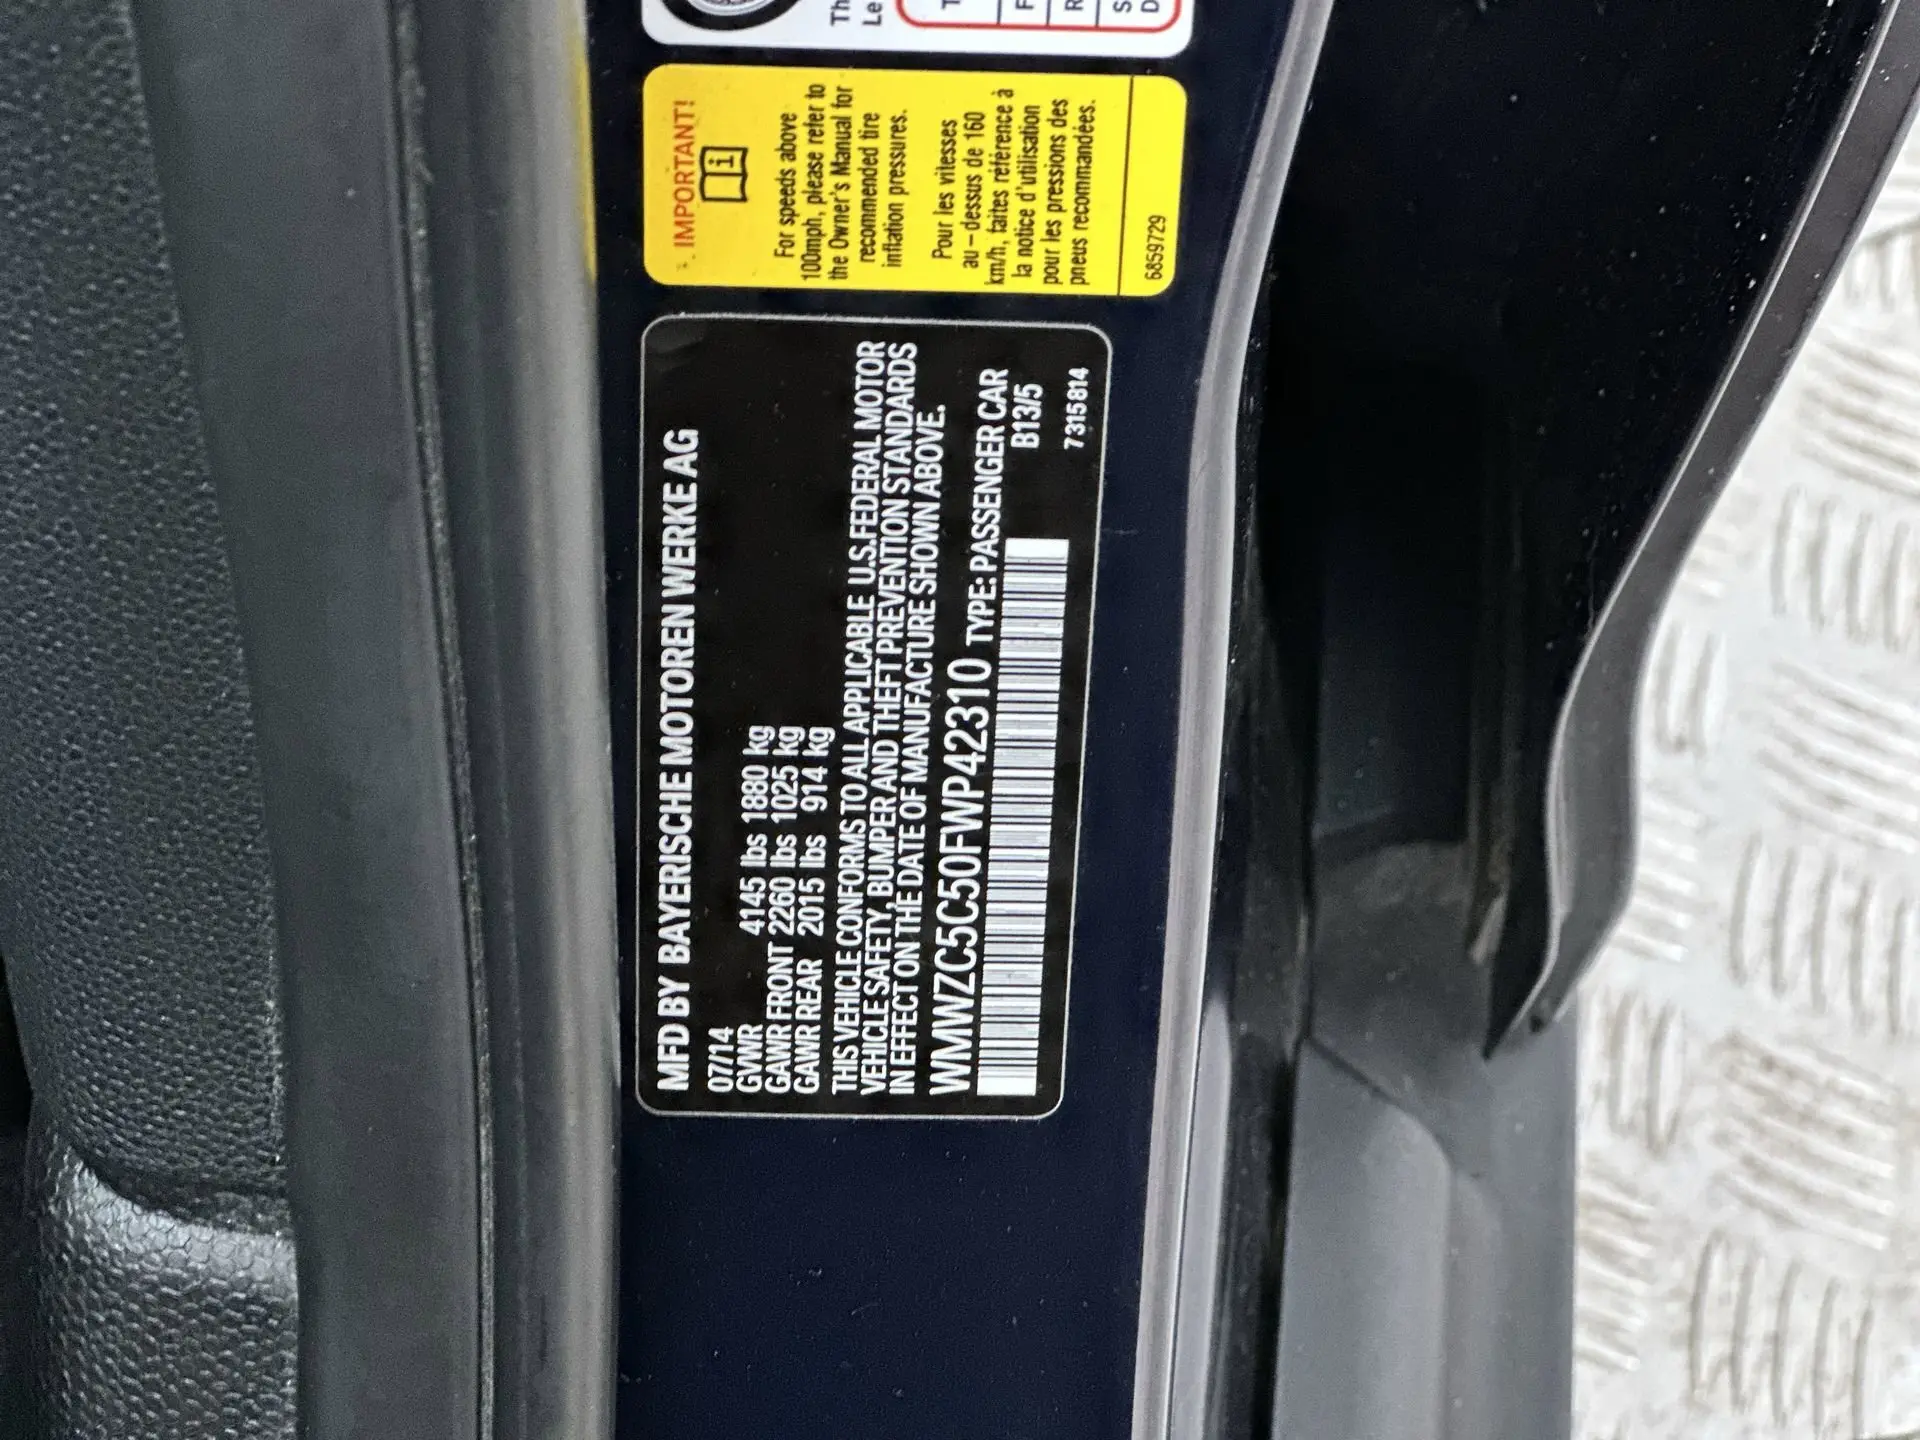 MFD BY BAYERISCHE MOTOREN WERKE AG
07/14
GVWR 4145 lbs 1880 kg
GAWR FRONT 2260 lbs 1025 kg
GAWR REAR 2015 lbs 914 kg
THIS VEHICLE CONFORMS TO ALL APPLICABLE U.S. FEDERAL MOTOR
VEHICLE SAFETY, BUMPER AND THEFT PREVENTION STANDARDS
IN EFFECT ON THE DATE OF MANUFACTURE SHOWN ABOVE.
WMWZC5C50FWP42310 TYPE: PASSENGER CAR
B13/5
7315814
IMPORTANT!
i
For speeds above
100mph, please refer to
the Owner's Manual for
recommended tire
inflation pressures.
Pour les vitesses
au-dessus de 160
km/h, faites référence à
la notice d'utilisation
pour les pressions des
pneus recommandées.
6859729
Th
Le
T
F
R
S
D